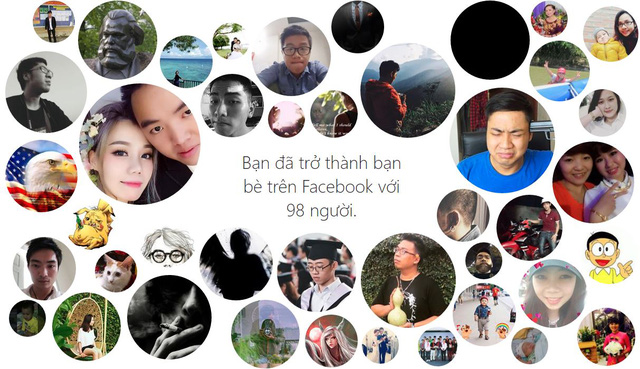 Bạn đã trở thành bạn
bè trên Facebook với
98 người.